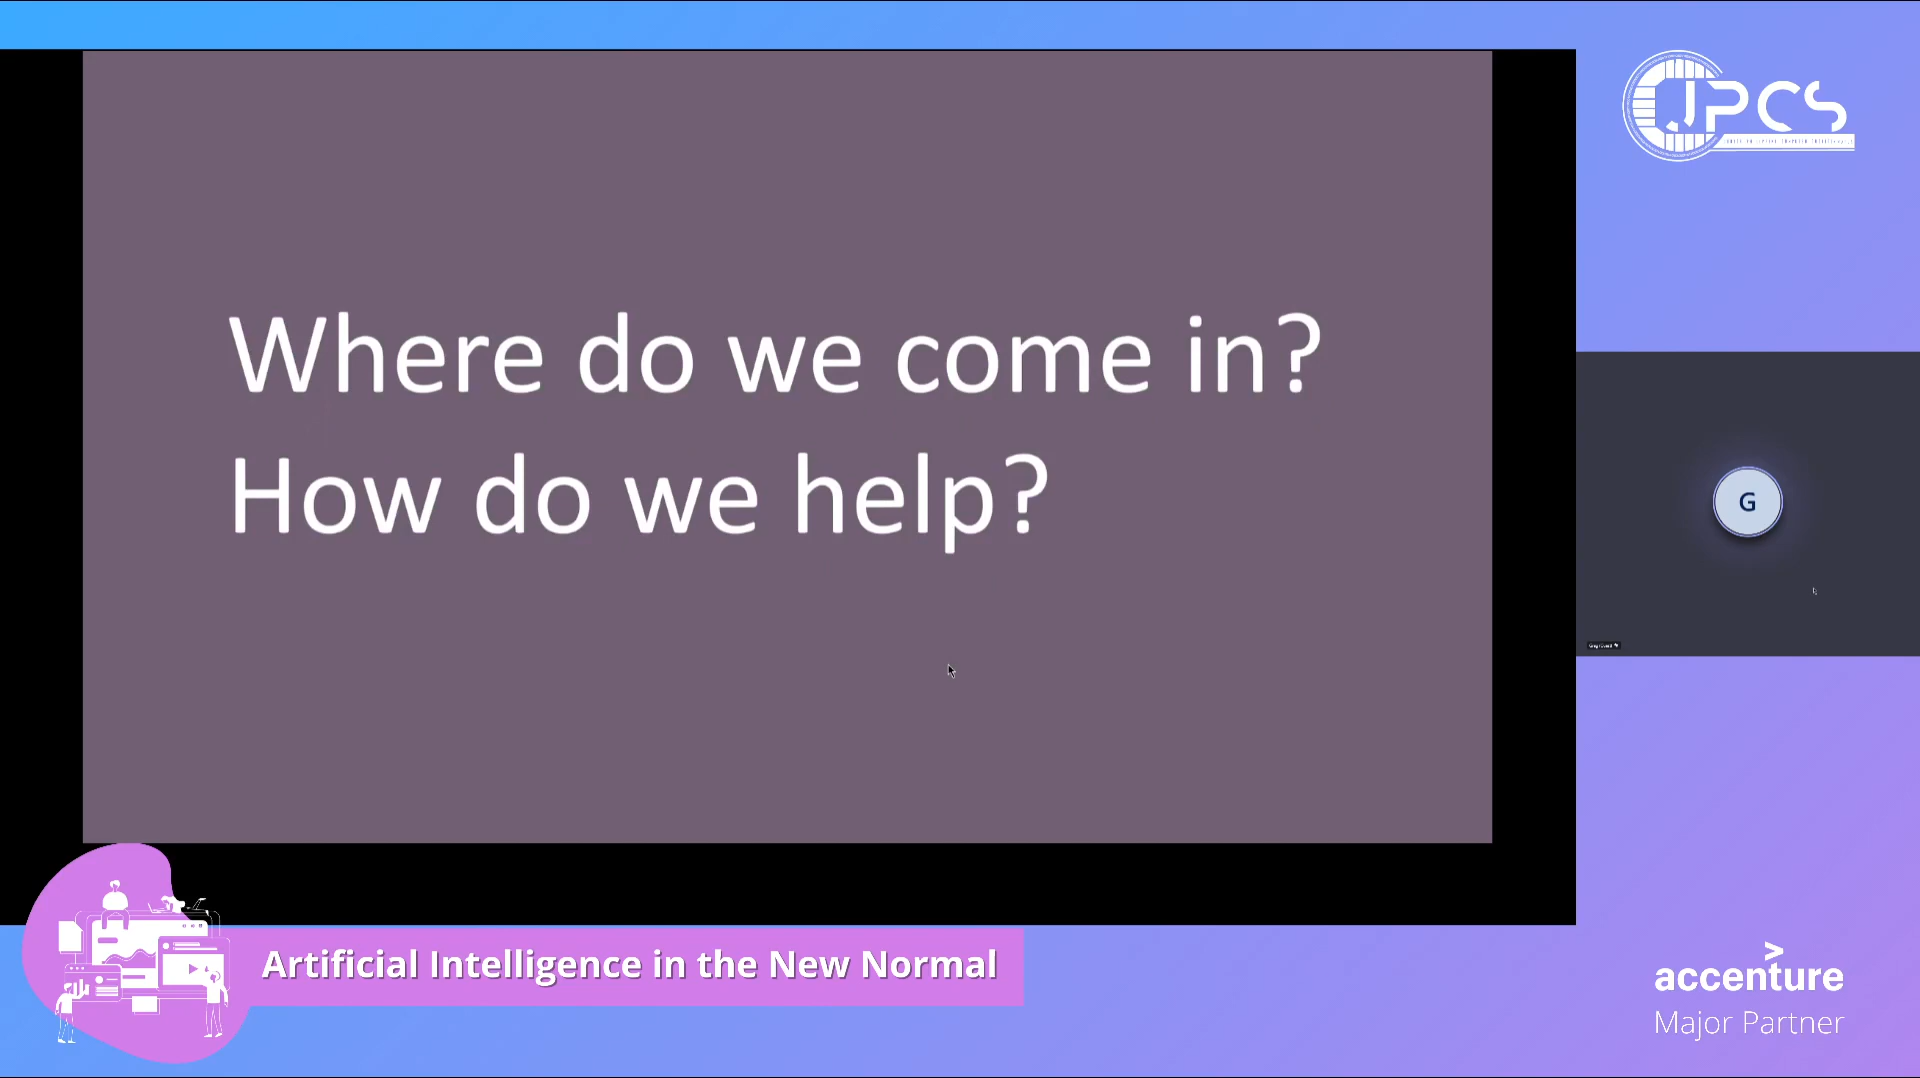 JPCS
Where do we come in?
How do we help?
G
Artificial Intelligence in the New Normal
accenture
Major Partner